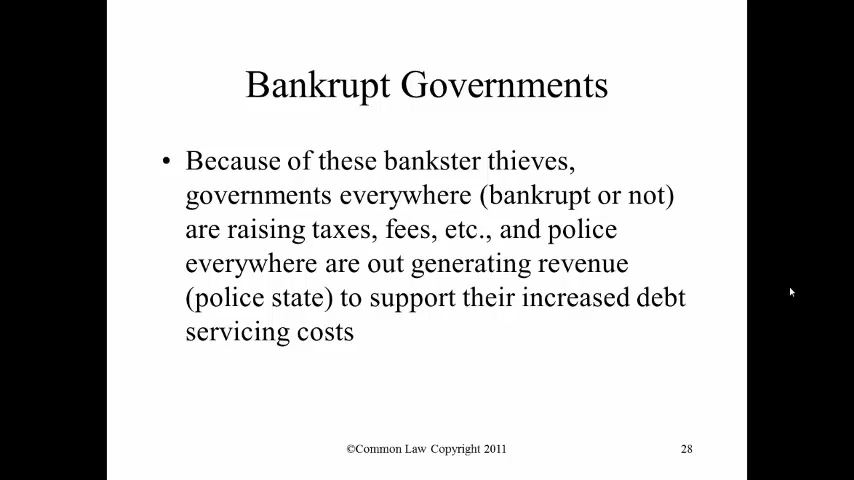 Bankrupt Governments
• Because of these bankster thieves,
governments everywhere (bankrupt or not)
are raising taxes, fees, etc., and police
everywhere are out generating revenue
(police state) to support their increased debt
servicing costs
©Common Law Copyright 2011
28